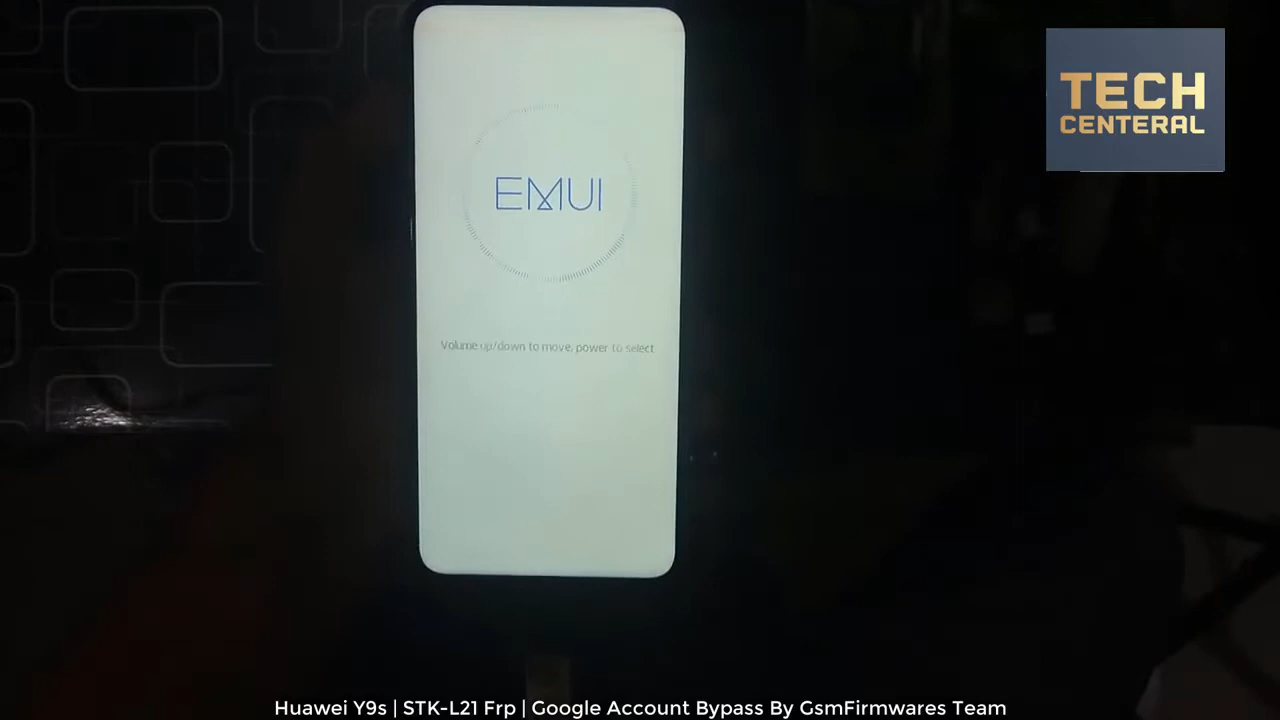 TECH
CENTERAL
EMUI
Volume up/down to move, power to select
Huawei Y9s | STK-L21 Frp | Google Account Bypass By GsmFirmwares Team